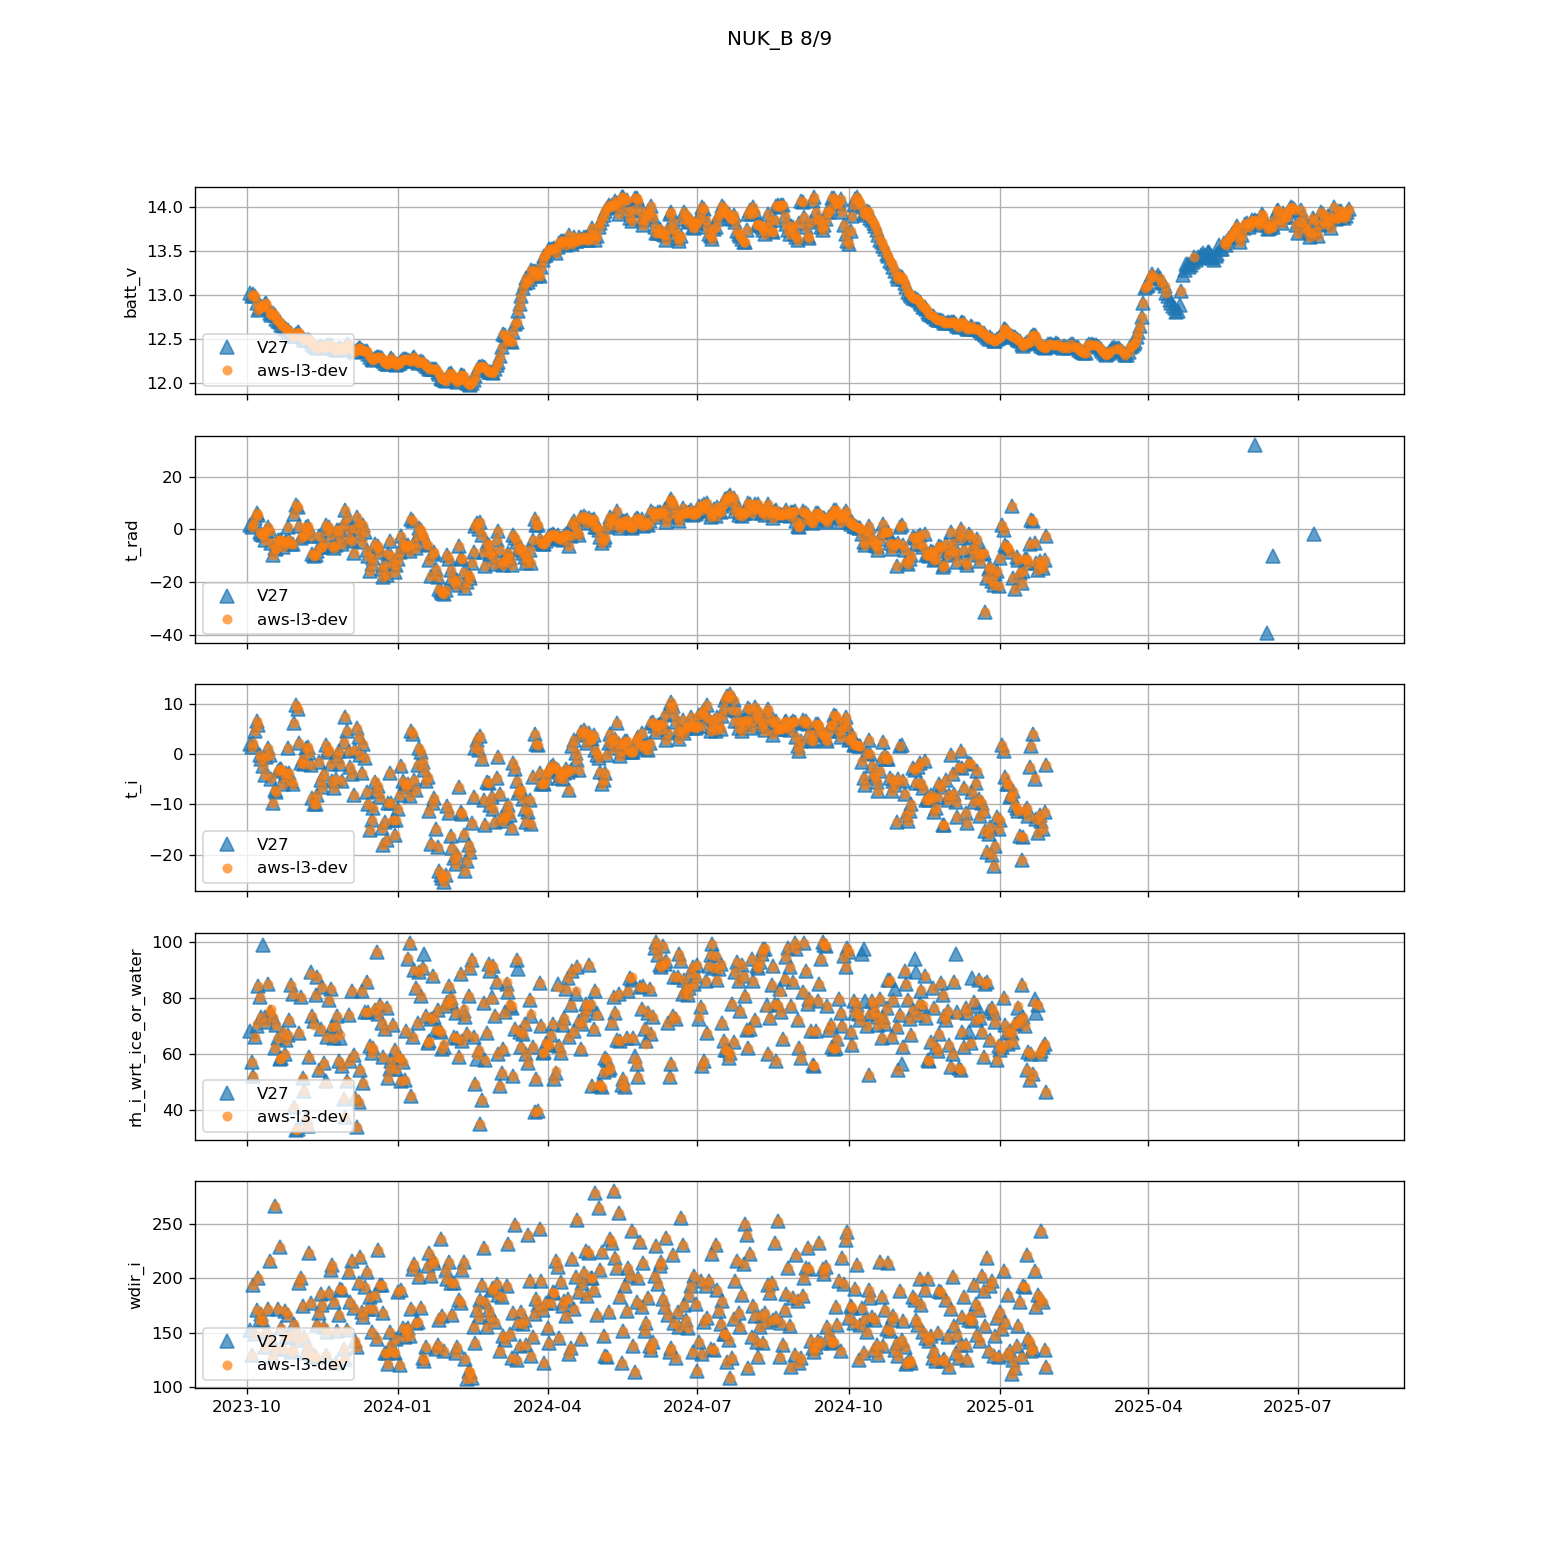 NUK_B 8/9
14.0
13.5
13.0
12.5
12.0
batt_v
V27
aws-l3-dev
20
0
−20
−40
t_rad
V27
aws-l3-dev
10
0
−10
−20
t_i
V27
aws-l3-dev
100
80
60
40
rh_i_wrt_ice_or_water
V27
aws-l3-dev
250
200
150
100
wdir_i
V27
aws-l3-dev
2023-10 2024-01 2024-04 2024-07 2024-10 2025-01 2025-04 2025-07